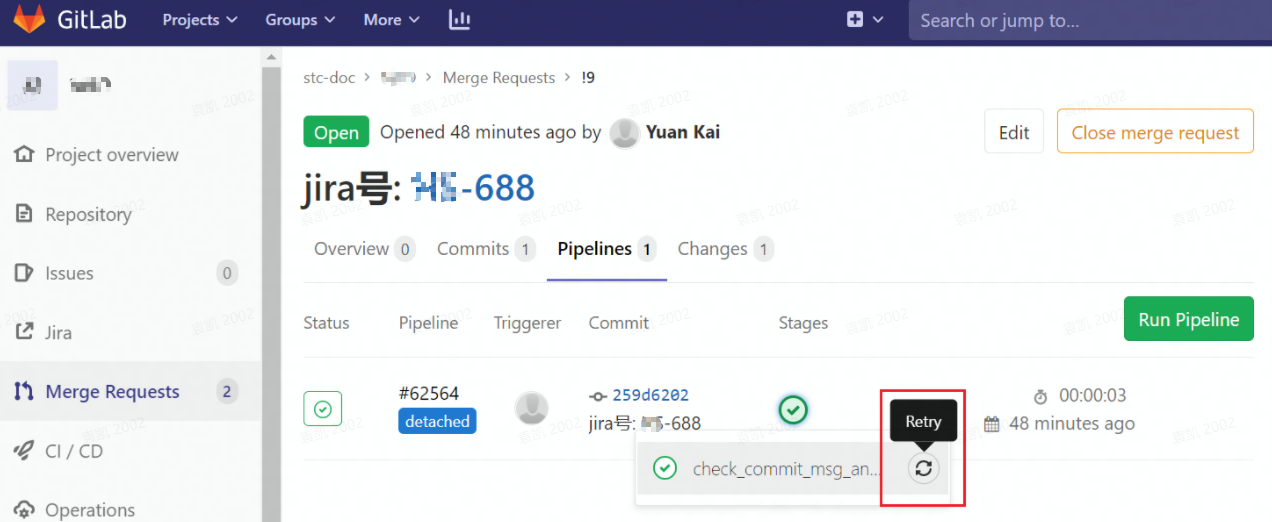 GitLab Projects Groups More Search or jump to...
stc-doc > > Merge Requests > !9
Open Opened 48 minutes ago by Yuan Kai Edit Close merge request
jira号: -688
Overview 0 Commits 1 Pipelines 1 Changes 1
Project overview
Repository
Issues 0
Jira
Merge Requests 2
CI / CD
Operations
Status Pipeline Triggerer Commit Stages Run Pipeline
#62564 259d6202 00:00:03
detached jira号: -688 48 minutes ago
Retry
check_commit_msg_an...
袁凯 2002